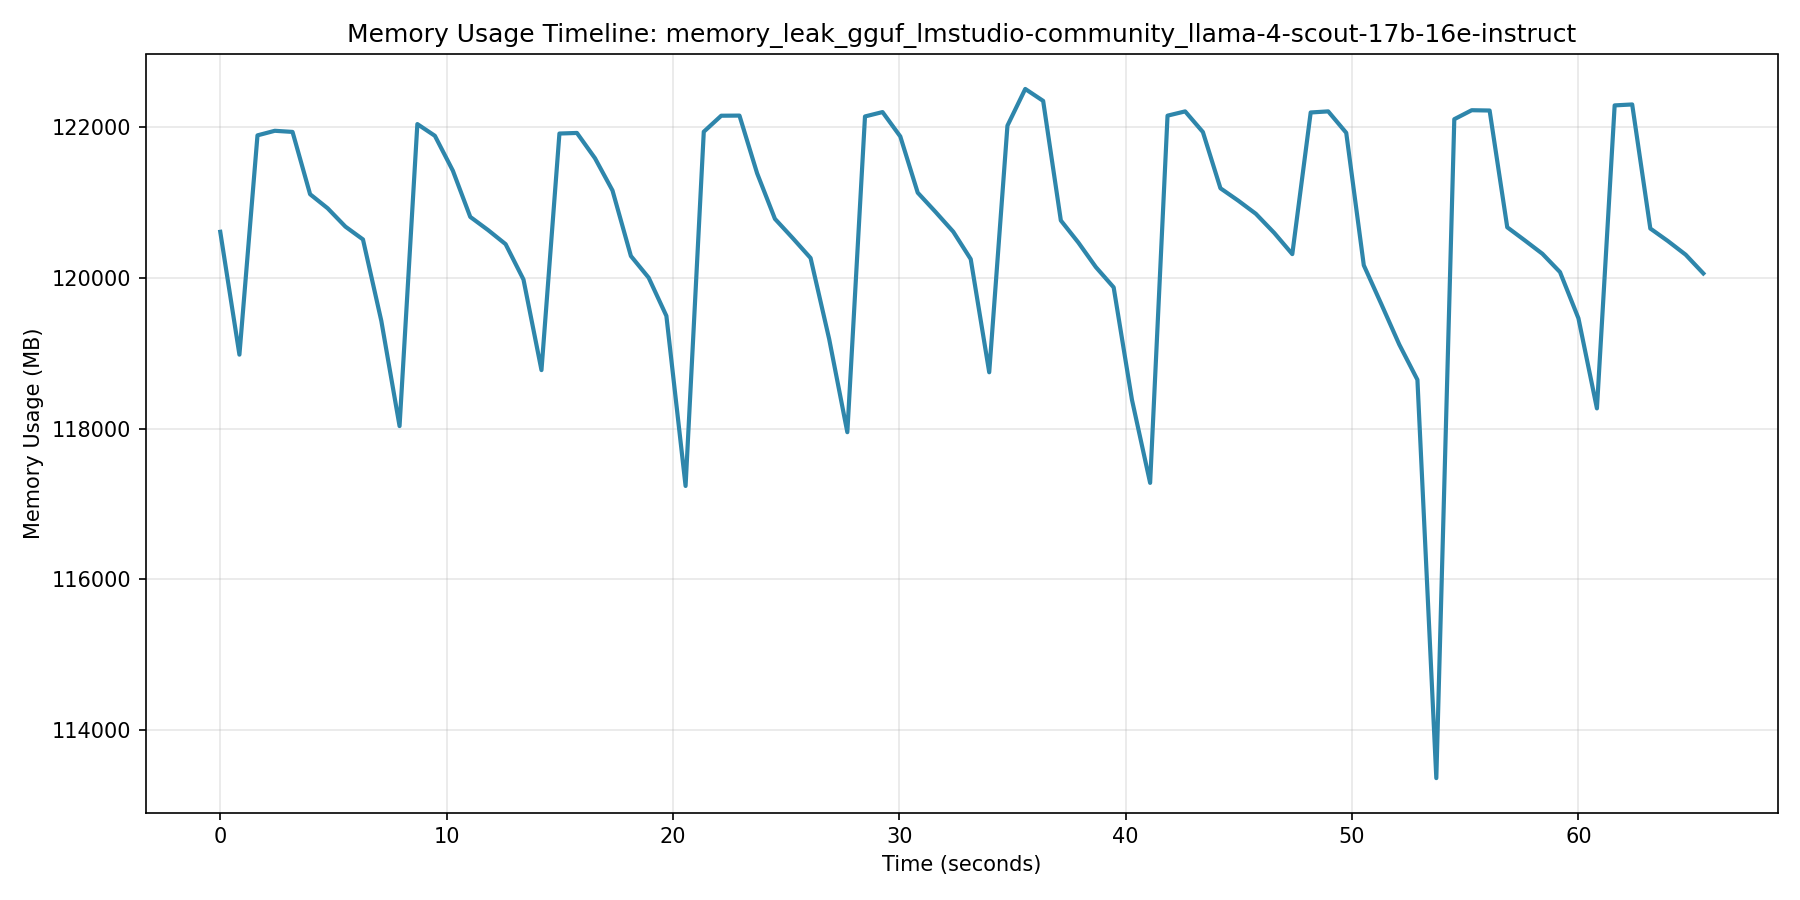 Memory Usage Timeline: memory_leak_gguf_lmstudio-community_llama-4-scout-17b-16e-instruct
Memory Usage (MB)
122000
120000
118000
116000
114000
0 10 20 30 40 50 60
Time (seconds)